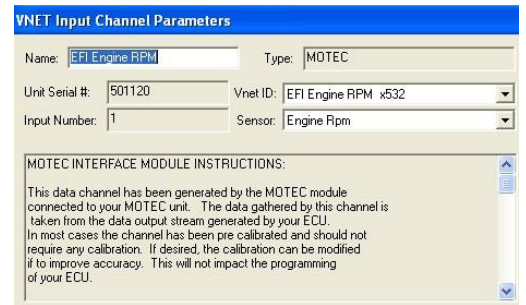 VNET Input Channel Parameters
Name: EFI Engine RPM Type: MOTEC
Unit Serial #: 501120 Vnet ID: EFI Engine RPM x532
Input Number: 1 Sensor: Engine Rpm
MOTEC INTERFACE MODULE INSTRUCTIONS:
This data channel has been generated by the MOTEC module
connected to your MOTEC unit. The data gathered by this channel is
taken from the data output stream generated by your ECU.
In most cases the channel has been pre calibrated and should not
require any calibration. If desired, the calibration can be modified
if to improve accuracy. This will not impact the programming
of your ECU.